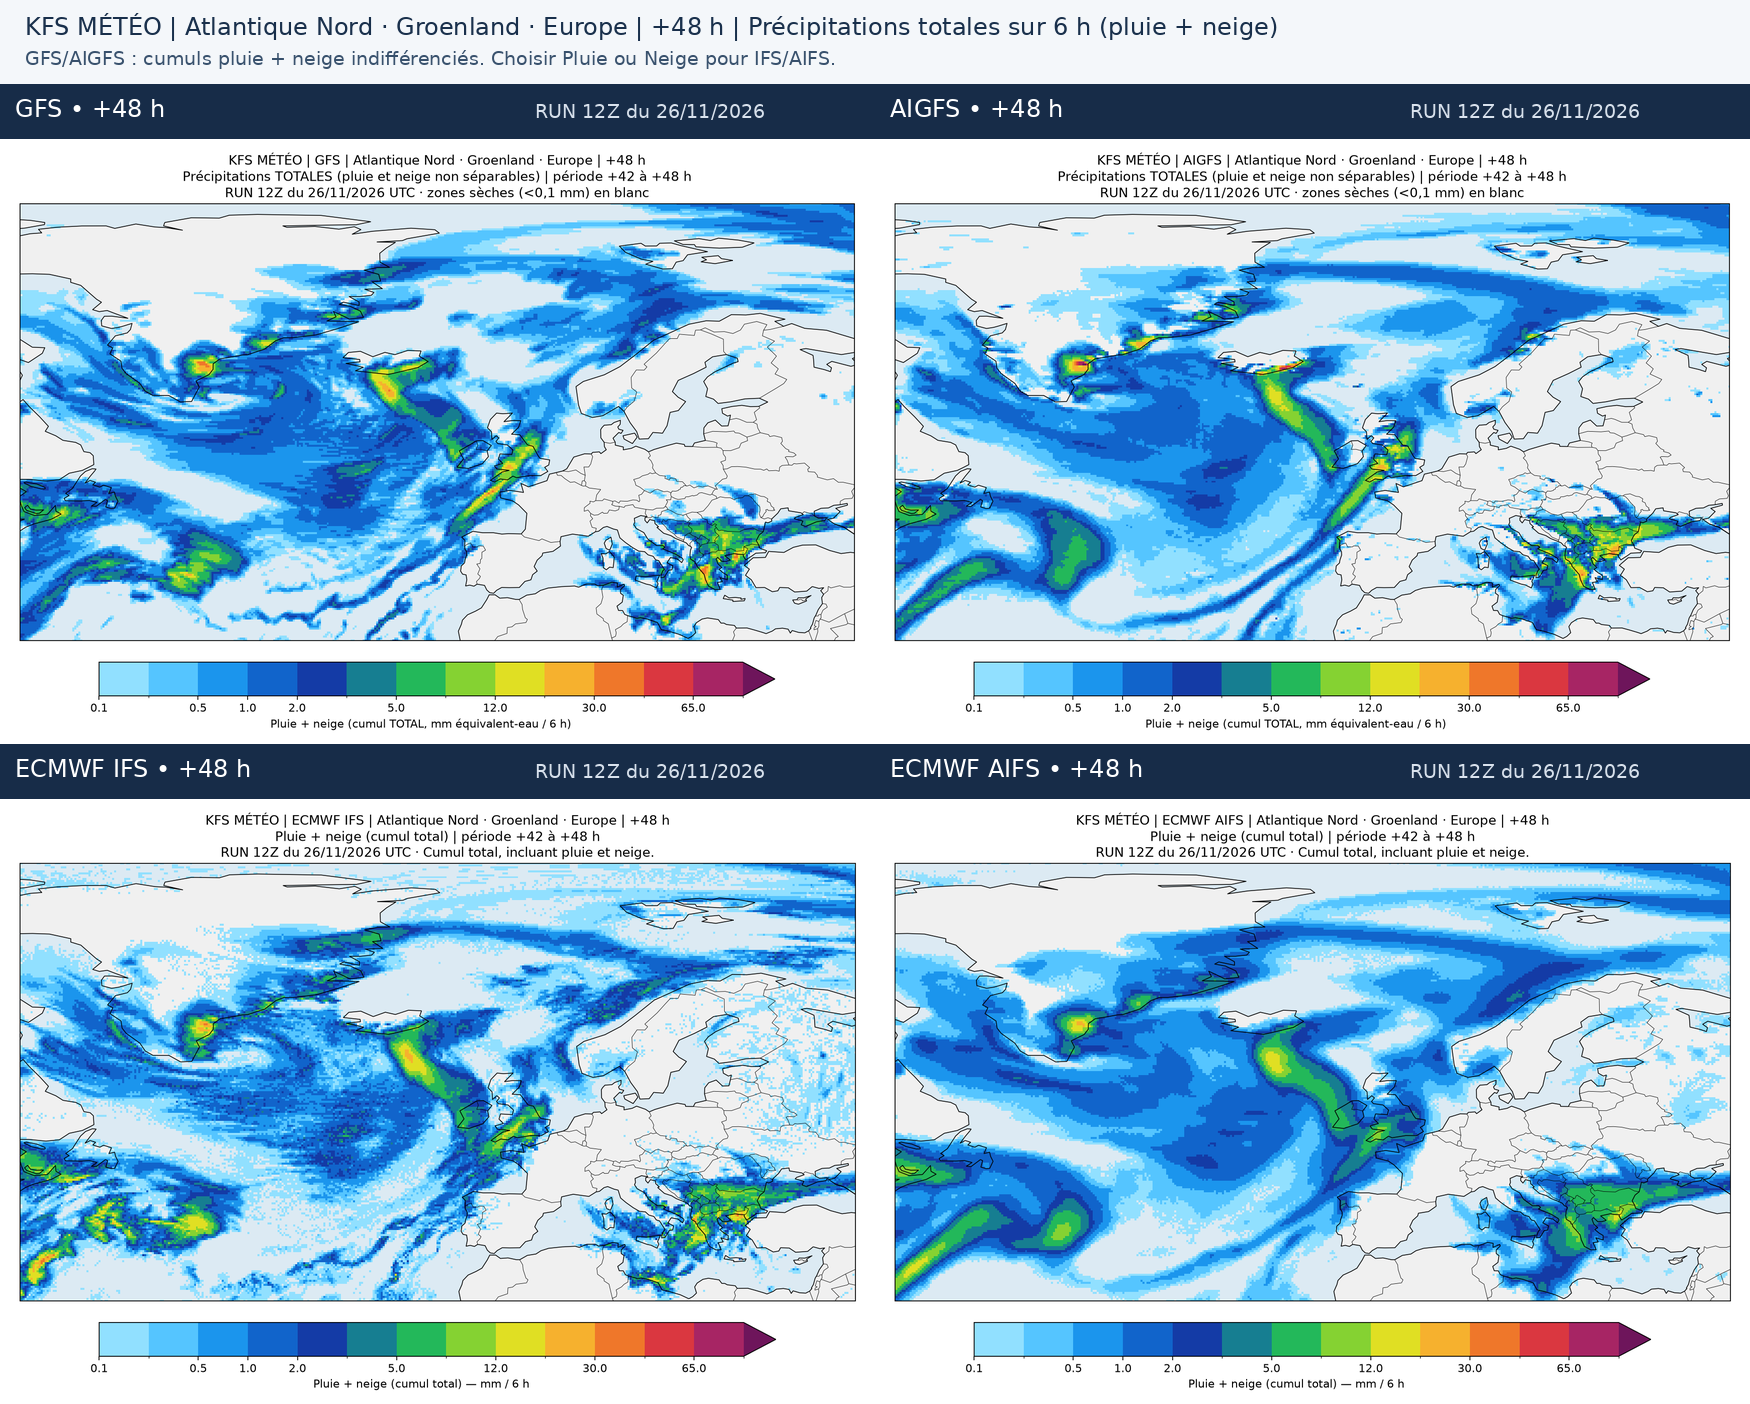 KFS MÉTÉO | Atlantique Nord · Groenland · Europe | +48 h | Précipitations totales sur 6 h (pluie + neige)
GFS/AIGFS : cumuls pluie + neige indifférenciés. Choisir Pluie ou Neige pour IFS/AIFS.
GFS • +48 h
RUN 12Z du 26/11/2026
AIGFS • +48 h
RUN 12Z du 26/11/2026
KFS MÉTÉO | GFS | Atlantique Nord · Groenland · Europe | +48 h
Précipitations TOTALES (pluie et neige non séparables) | période +42 à +48 h
RUN 12Z du 26/11/2026 UTC · zones sèches (<0,1 mm) en blanc
KFS MÉTÉO | AIGFS | Atlantique Nord · Groenland · Europe | +48 h
Précipitations TOTALES (pluie et neige non séparables) | période +42 à +48 h
RUN 12Z du 26/11/2026 UTC · zones sèches (<0,1 mm) en blanc
0.1 0.5 1.0 2.0 5.0 12.0 30.0 65.0
Pluie + neige (cumul TOTAL, mm équivalent-eau / 6 h)
0.1 0.5 1.0 2.0 5.0 12.0 30.0 65.0
Pluie + neige (cumul TOTAL, mm équivalent-eau / 6 h)
ECMWF IFS • +48 h
RUN 12Z du 26/11/2026
ECMWF AIFS • +48 h
RUN 12Z du 26/11/2026
KFS MÉTÉO | ECMWF IFS | Atlantique Nord · Groenland · Europe | +48 h
Pluie + neige (cumul total) | période +42 à +48 h
RUN 12Z du 26/11/2026 UTC · Cumul total, incluant pluie et neige.
KFS MÉTÉO | ECMWF AIFS | Atlantique Nord · Groenland · Europe | +48 h
Pluie + neige (cumul total) | période +42 à +48 h
RUN 12Z du 26/11/2026 UTC · Cumul total, incluant pluie et neige.
0.1 0.5 1.0 2.0 5.0 12.0 30.0 65.0
Pluie + neige (cumul total) — mm / 6 h
0.1 0.5 1.0 2.0 5.0 12.0 30.0 65.0
Pluie + neige (cumul total) — mm / 6 h